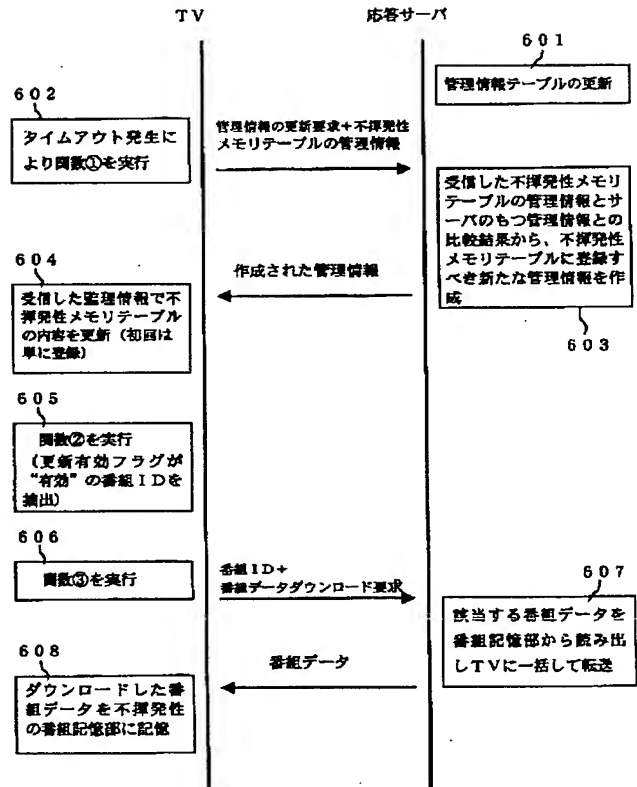 TV
応答サーバ
601
管理情報テーブルの更新
602
タイムアウト発生に
より関数①を実行
管理情報の更新要求+不揮発性
メモリテーブルの管理情報
受信した不揮発性メモリ
テーブルの管理情報とサ
ーバのもつ管理情報との
比較結果から、不揮発性
メモリテーブルに登録す
べき新たな管理情報を作
成
603
作成された管理情報
604
受信した監理情報で不
揮発性メモリテーブル
の内容を更新(初回は
単に登録)
605
関数②を実行
(更新有効フラグが
“有効”の番組IDを
抽出)
606
関数③を実行
番組ID+
番組データダウンロード要求
607
該当する番組データを
番組記憶部から読み出
しTVに一括して転送
番組データ
608
ダウンロードした番
組データを不揮発性
の番組記憶部に記憶